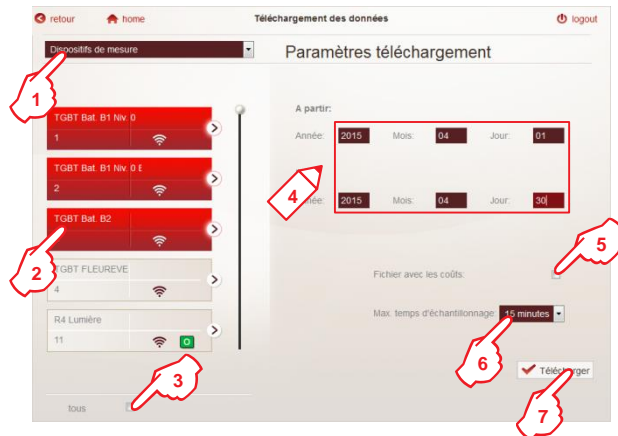 retour home Téléchargement des données logout
Dispositifs de mesure
Paramètres téléchargement
1
A partir:
TGBT Bat. B1 Niv. 0
1
Année: 2015 Mois: 04 Jour: 01
TGBT Bat. B1 Niv. 0 E
2
4
2015 Mois: 04 Jour: 30
TGBT Bat. B2
5
2
TGBT FLEUREVE
4
Fichier avec les coûts:
Max. temps d'échantillonnage: 15 minutes
R4 Lumière
11 O
6
3
Télécharger
7
tous